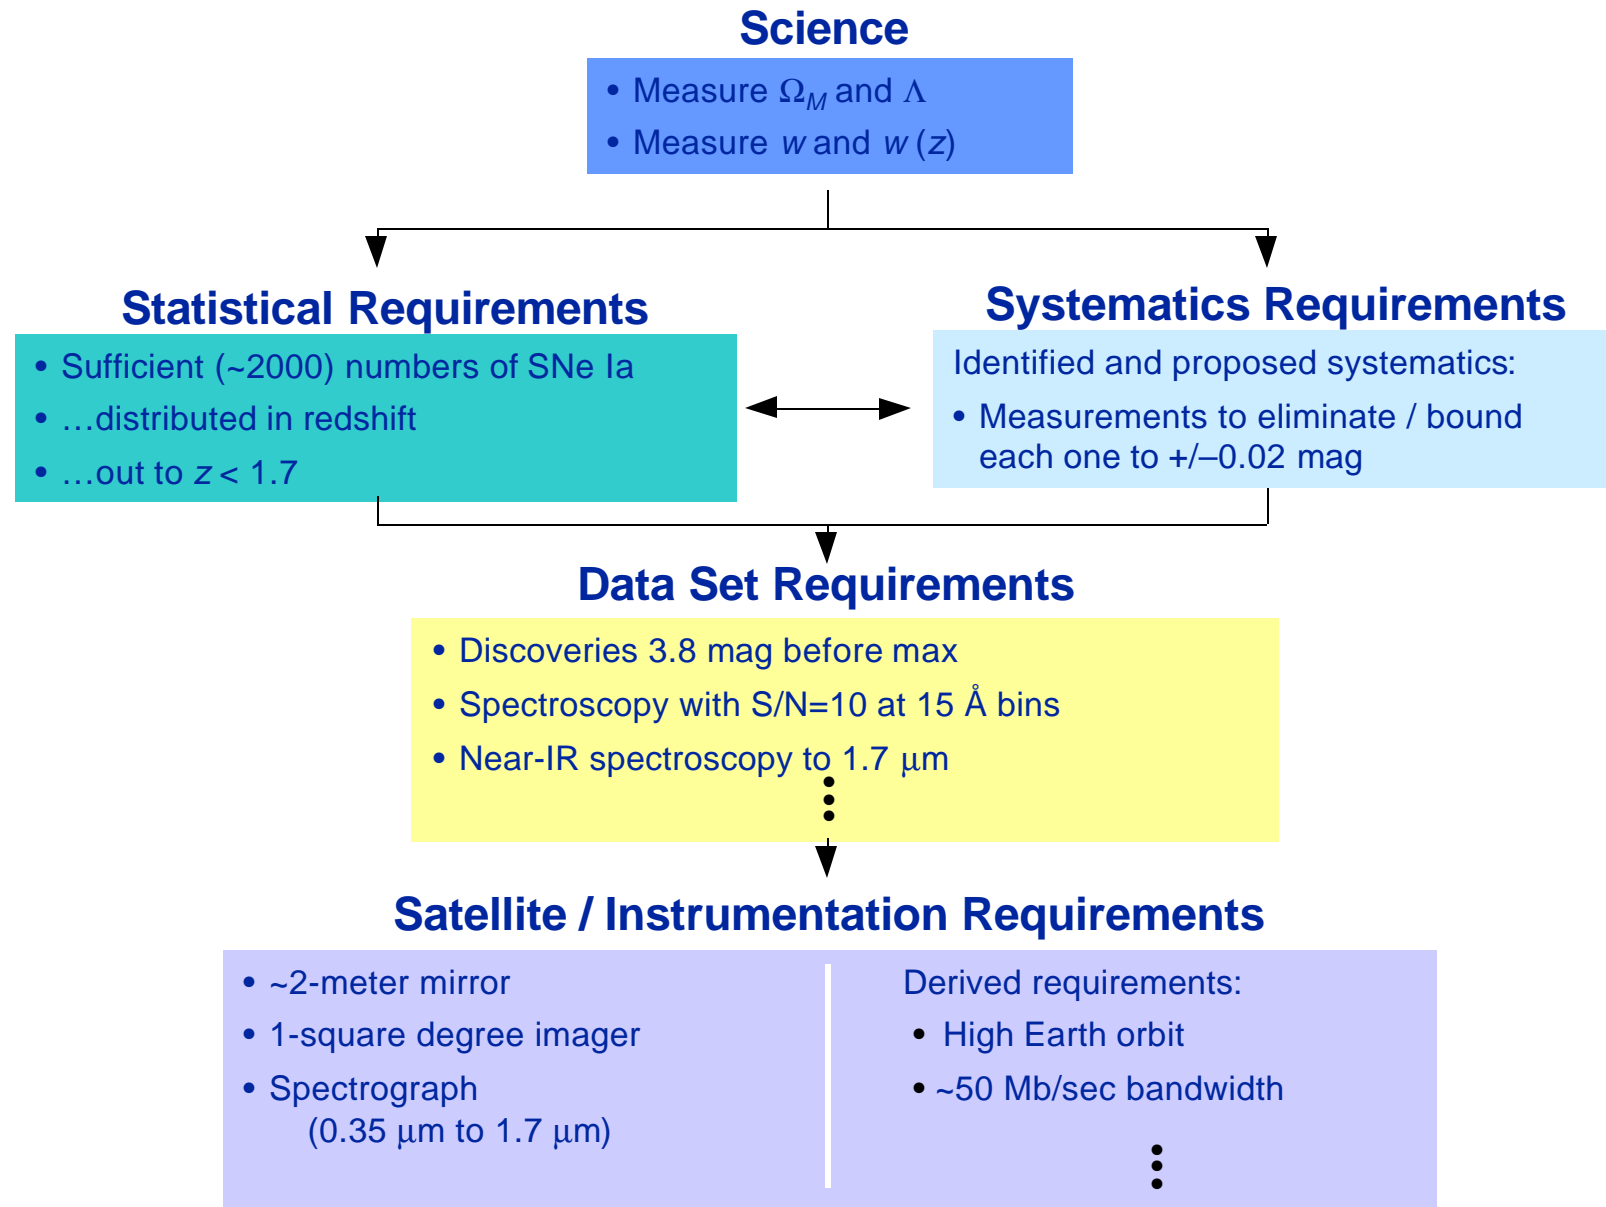 Science
• Measure Ω_M and Λ
• Measure w and w (z)
Statistical Requirements
• Sufficient (~2000) numbers of SNe Ia
• …distributed in redshift
• …out to z < 1.7
Systematics Requirements
Identified and proposed systematics:
• Measurements to eliminate / bound
each one to +/–0.02 mag
Data Set Requirements
• Discoveries 3.8 mag before max
• Spectroscopy with S/N=10 at 15 Å bins
• Near-IR spectroscopy to 1.7 μm
Satellite / Instrumentation Requirements
• ~2-meter mirror
• 1-square degree imager
• Spectrograph
(0.35 μm to 1.7 μm)
Derived requirements:
• High Earth orbit
• ~50 Mb/sec bandwidth